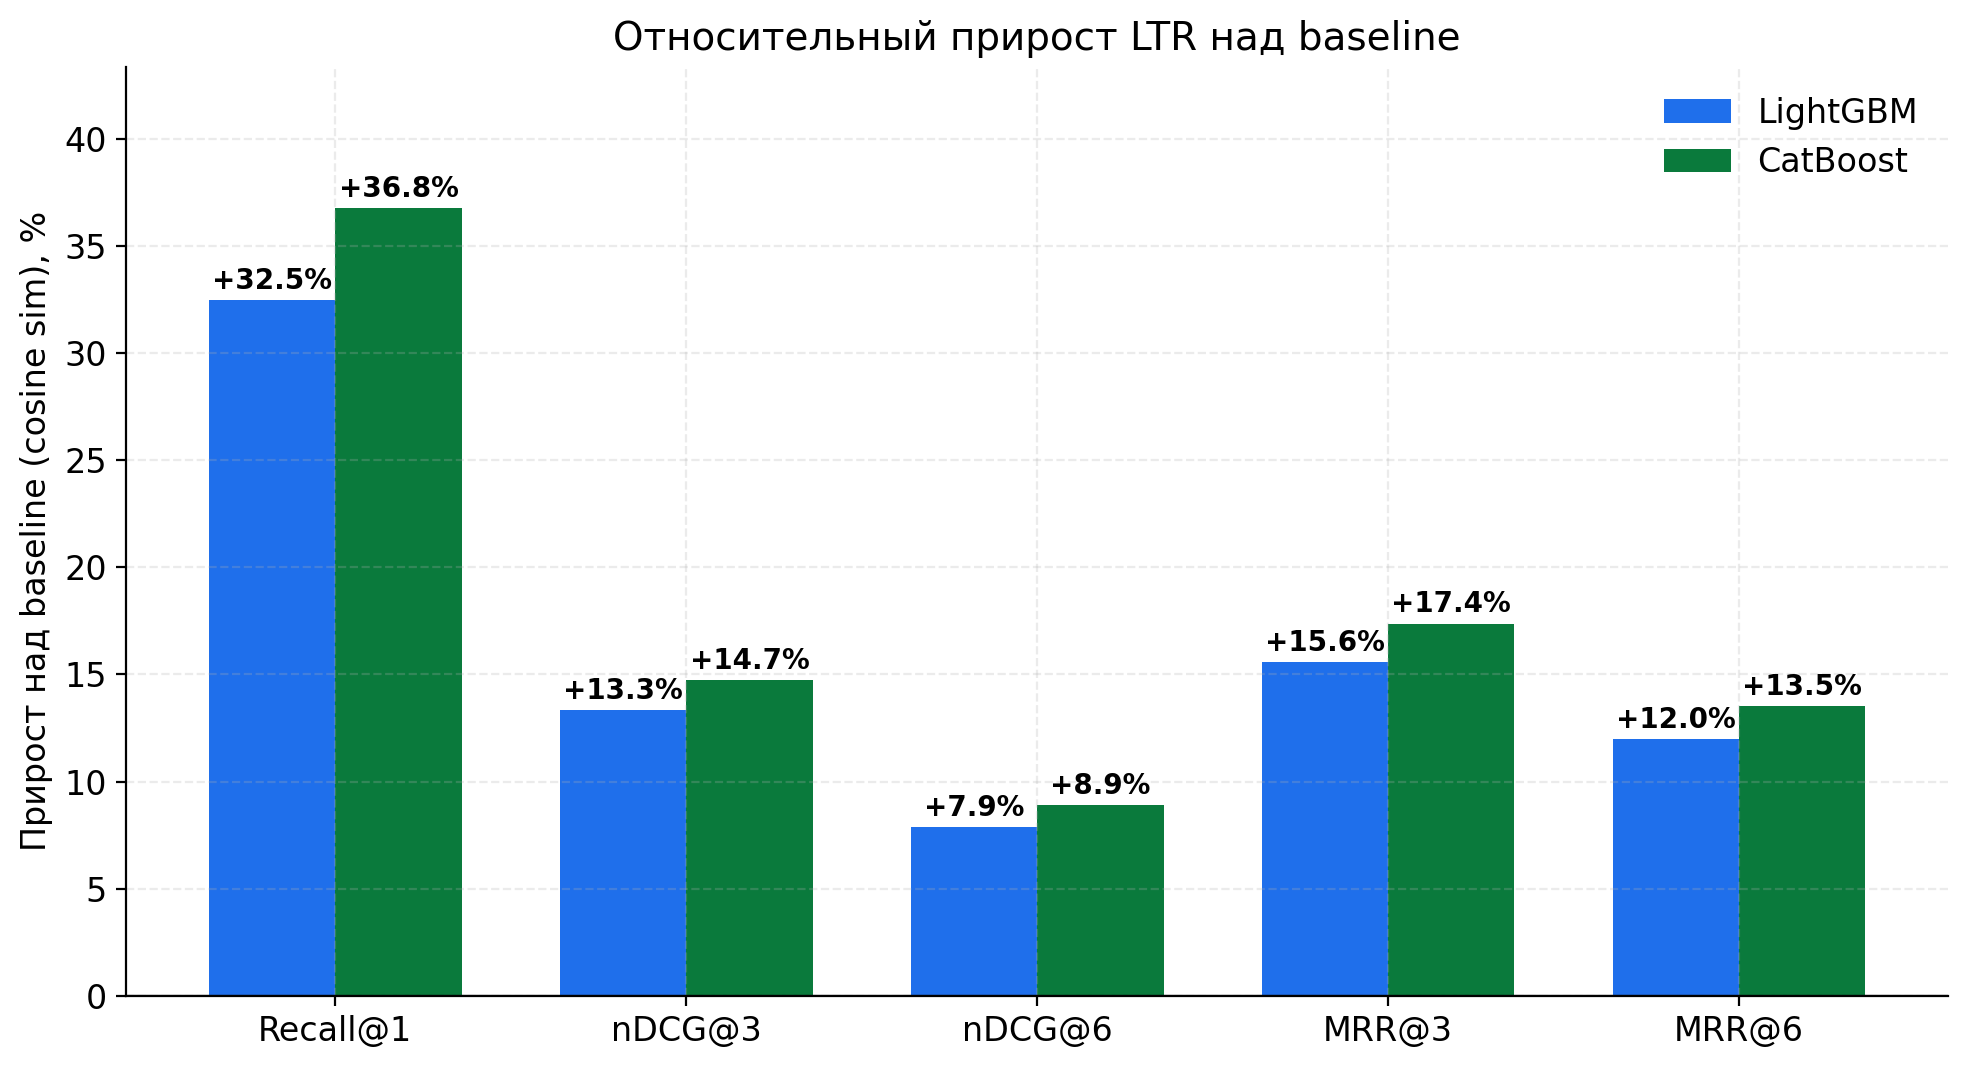 Относительный прирост LTR над baseline
LightGBM
CatBoost
Прирост над baseline (cosine sim), %
40
35
30
25
20
15
10
5
0
+32.5%
+36.8%
+13.3%
+14.7%
+7.9%
+8.9%
+15.6%
+17.4%
+12.0%
+13.5%
Recall@1
nDCG@3
nDCG@6
MRR@3
MRR@6